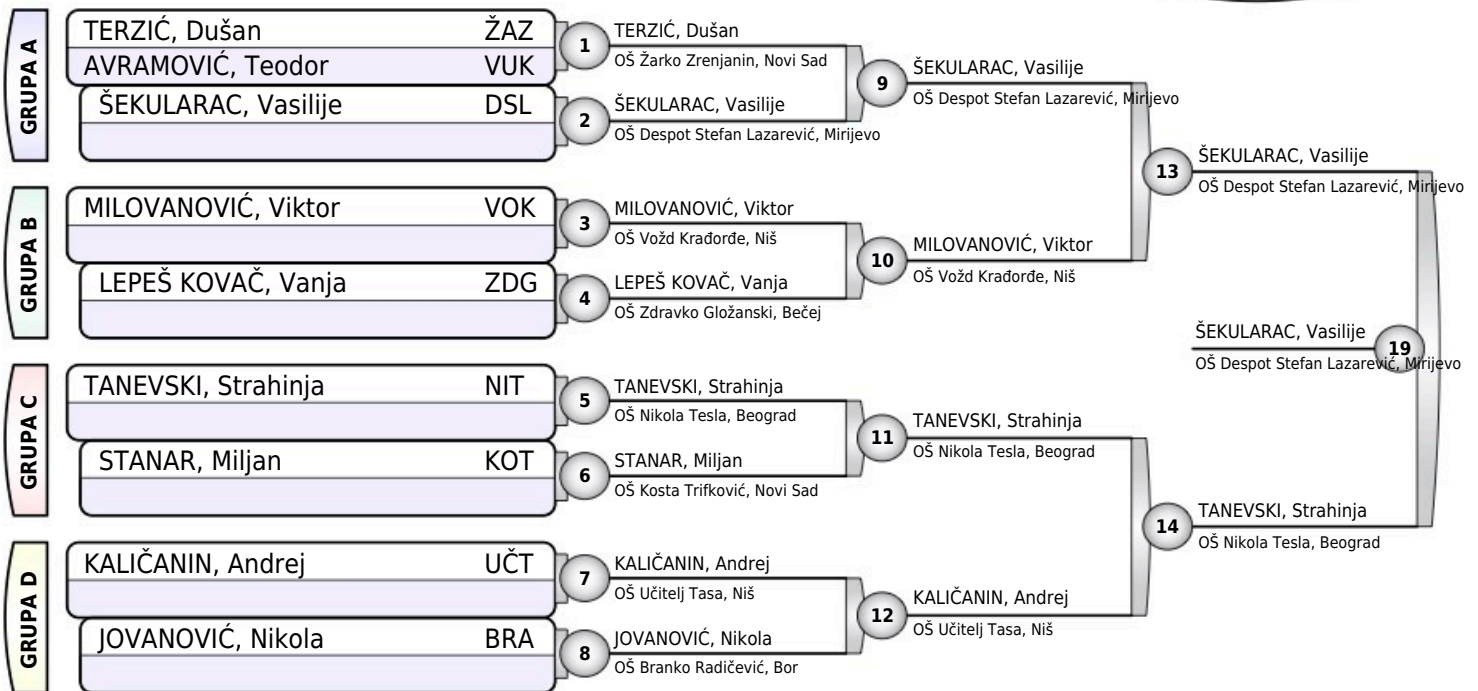 GRUPA A
TERZIĆ, Dušan ŽAZ
AVRAMOVIĆ, Teodor VUK
ŠEKULARAC, Vasilije DSL
1
TERZIĆ, Dušan
OŠ Žarko Zrenjanin, Novi Sad
2
ŠEKULARAC, Vasilije
OŠ Despot Stefan Lazarević, Mirijevo
9
ŠEKULARAC, Vasilije
OŠ Despot Stefan Lazarević, Mirijevo
GRUPA B
MILOVANOVIĆ, Viktor VOK
LEPEŠ KOVAČ, Vanja ZDG
3
MILOVANOVIĆ, Viktor
OŠ Vožd Krađorđe, Niš
4
LEPEŠ KOVAČ, Vanja
OŠ Zdravko Gložanski, Bečej
10
MILOVANOVIĆ, Viktor
OŠ Vožd Krađorđe, Niš
13
ŠEKULARAC, Vasilije
OŠ Despot Stefan Lazarević, Mirijevo
GRUPA C
TANEVSKI, Strahinja NIT
STANAR, Miljan KOT
5
TANEVSKI, Strahinja
OŠ Nikola Tesla, Beograd
6
STANAR, Miljan
OŠ Kosta Trifković, Novi Sad
11
TANEVSKI, Strahinja
OŠ Nikola Tesla, Beograd
GRUPA D
KALIČANIN, Andrej UČT
JOVANOVIĆ, Nikola BRA
7
KALIČANIN, Andrej
OŠ Učitelj Tasa, Niš
8
JOVANOVIĆ, Nikola
OŠ Branko Radičević, Bor
12
KALIČANIN, Andrej
OŠ Učitelj Tasa, Niš
14
TANEVSKI, Strahinja
OŠ Nikola Tesla, Beograd
ŠEKULARAC, Vasilije
19
OŠ Despot Stefan Lazarević, Mirijevo